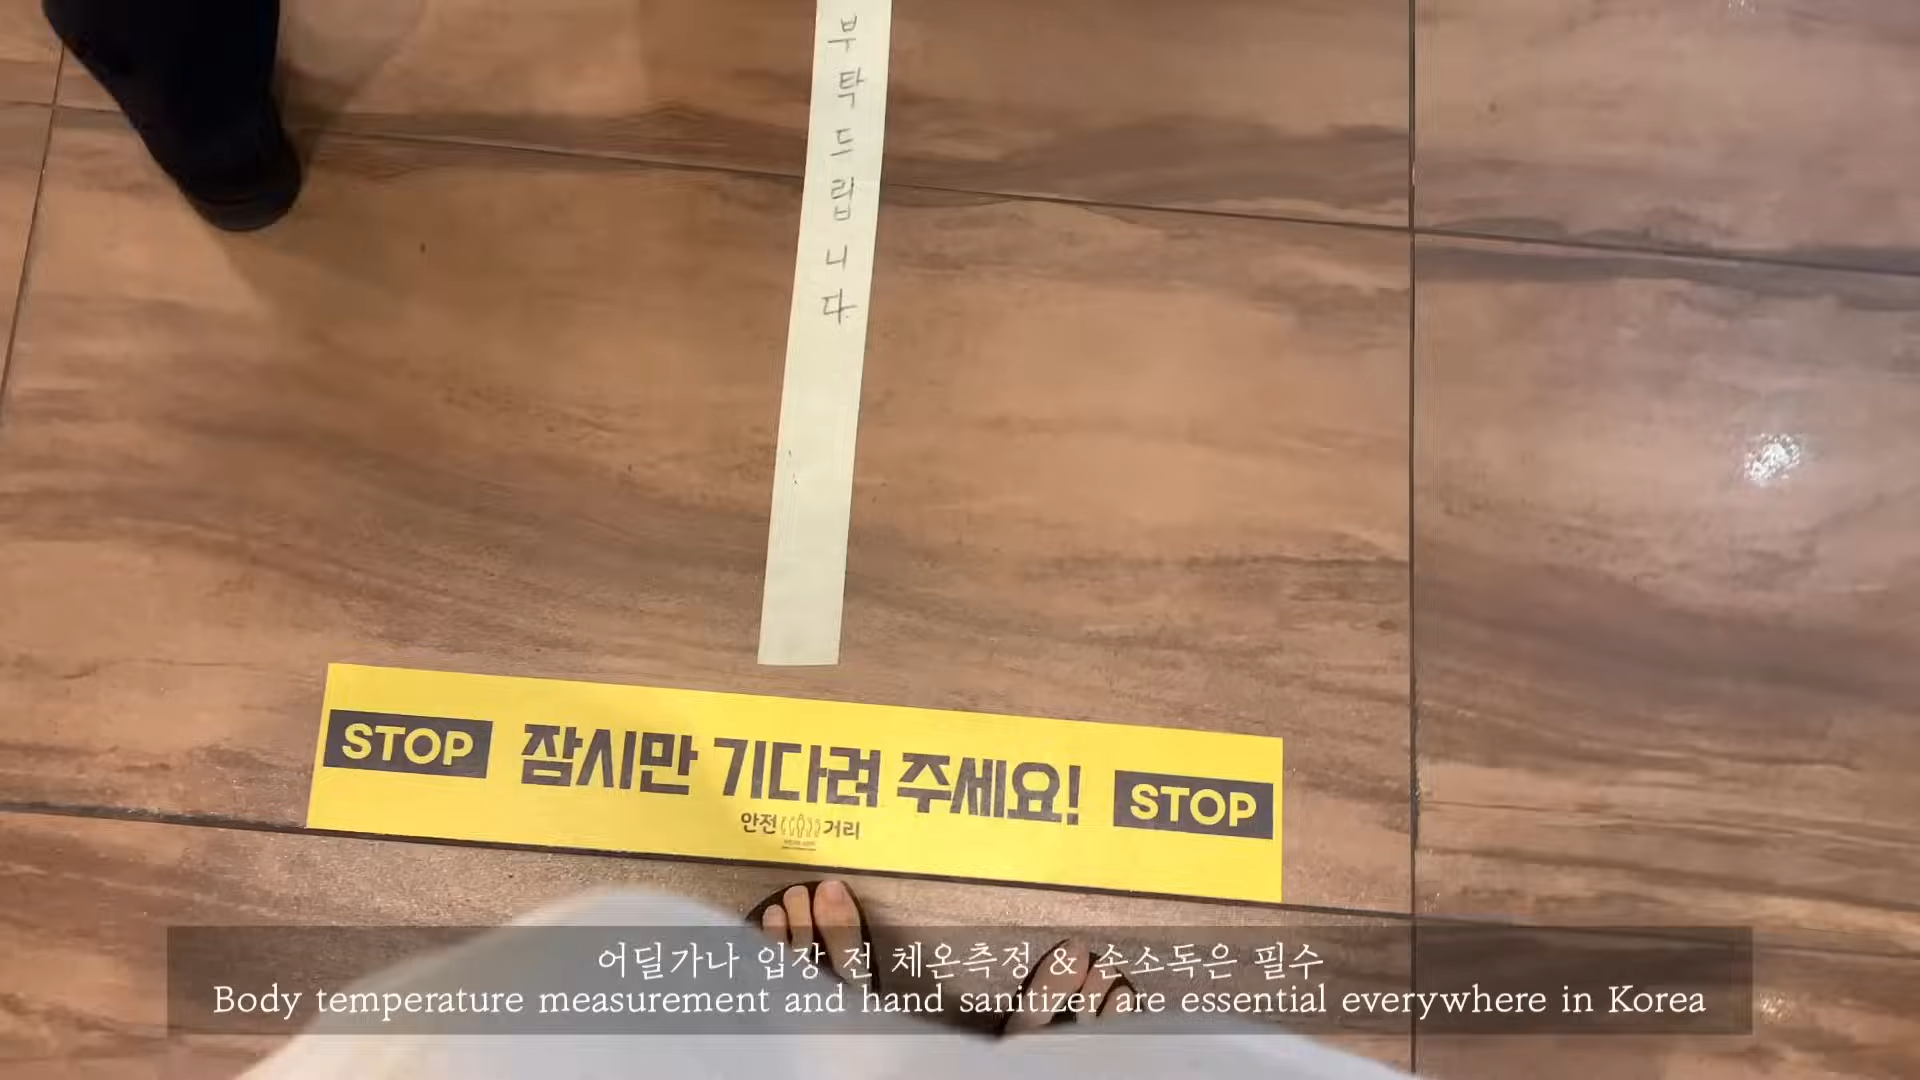 부탁드립니다
STOP 잠시만 기다려 주세요! STOP
안전거리
어딜가나 입장 전 체온측정 & 손소독은 필수
Body temperature measurement and hand sanitizer are essential everywhere in Korea